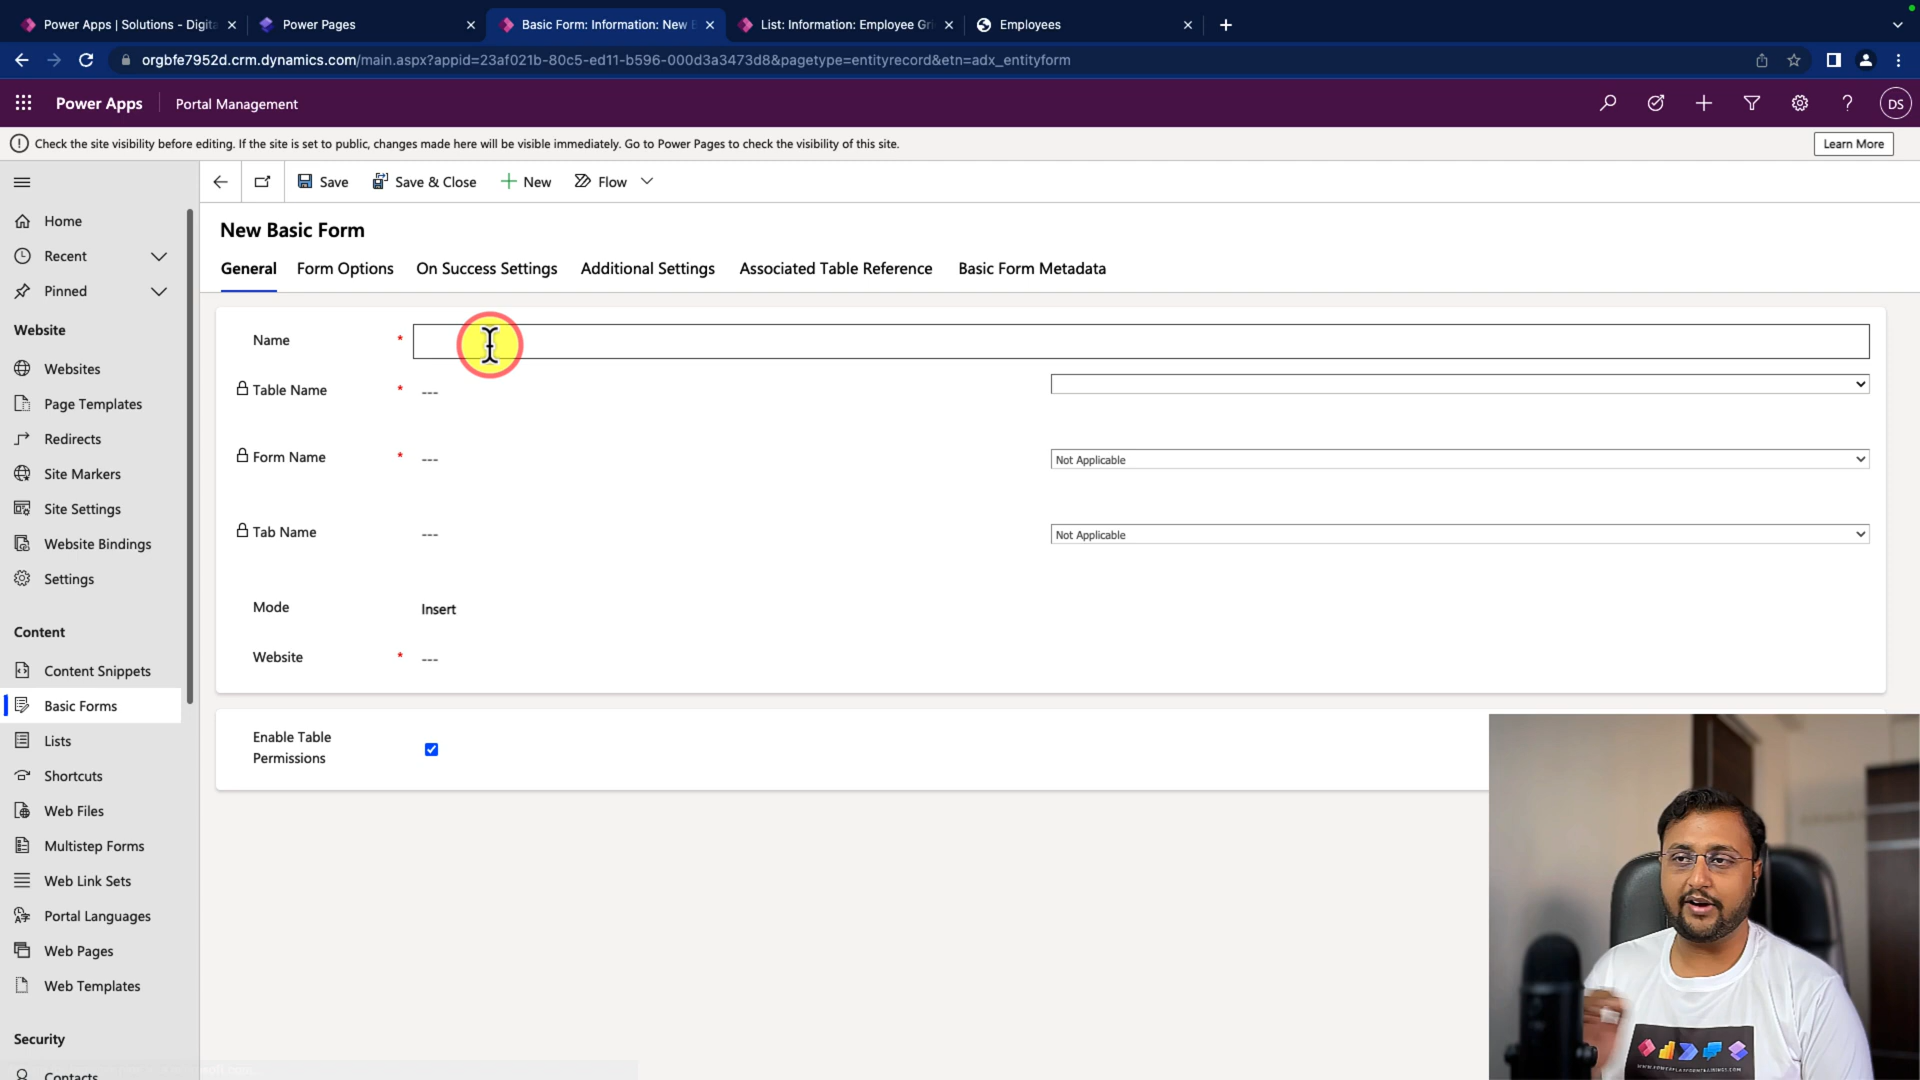 Power Apps | Solutions - Digita
Power Pages
Basic Form: Information: New B
List: Information: Employee Gri
Employees
orgbfe7952d.crm.dynamics.com/main.aspx?appid=23af021b-80c5-ed11-b596-000d3a3473d8&pagetype=entityrecord&etn=adx_entityform
Power Apps
Portal Management
DS
Check the site visibility before editing. If the site is set to public, changes made here will be visible immediately. Go to Power Pages to check the visibility of this site.
Learn More
Save
Save & Close
New
Flow
Home
Recent
Pinned
Website
Websites
Page Templates
Redirects
Site Markers
Site Settings
Website Bindings
Settings
Content
Content Snippets
Basic Forms
Lists
Shortcuts
Web Files
Multistep Forms
Web Link Sets
Portal Languages
Web Pages
Web Templates
Security
Contacts
New Basic Form
General
Form Options
On Success Settings
Additional Settings
Associated Table Reference
Basic Form Metadata
Name *
Table Name * ---
Form Name * ---
Not Applicable
Tab Name ---
Not Applicable
Mode Insert
Website * ---
Enable Table
Permissions